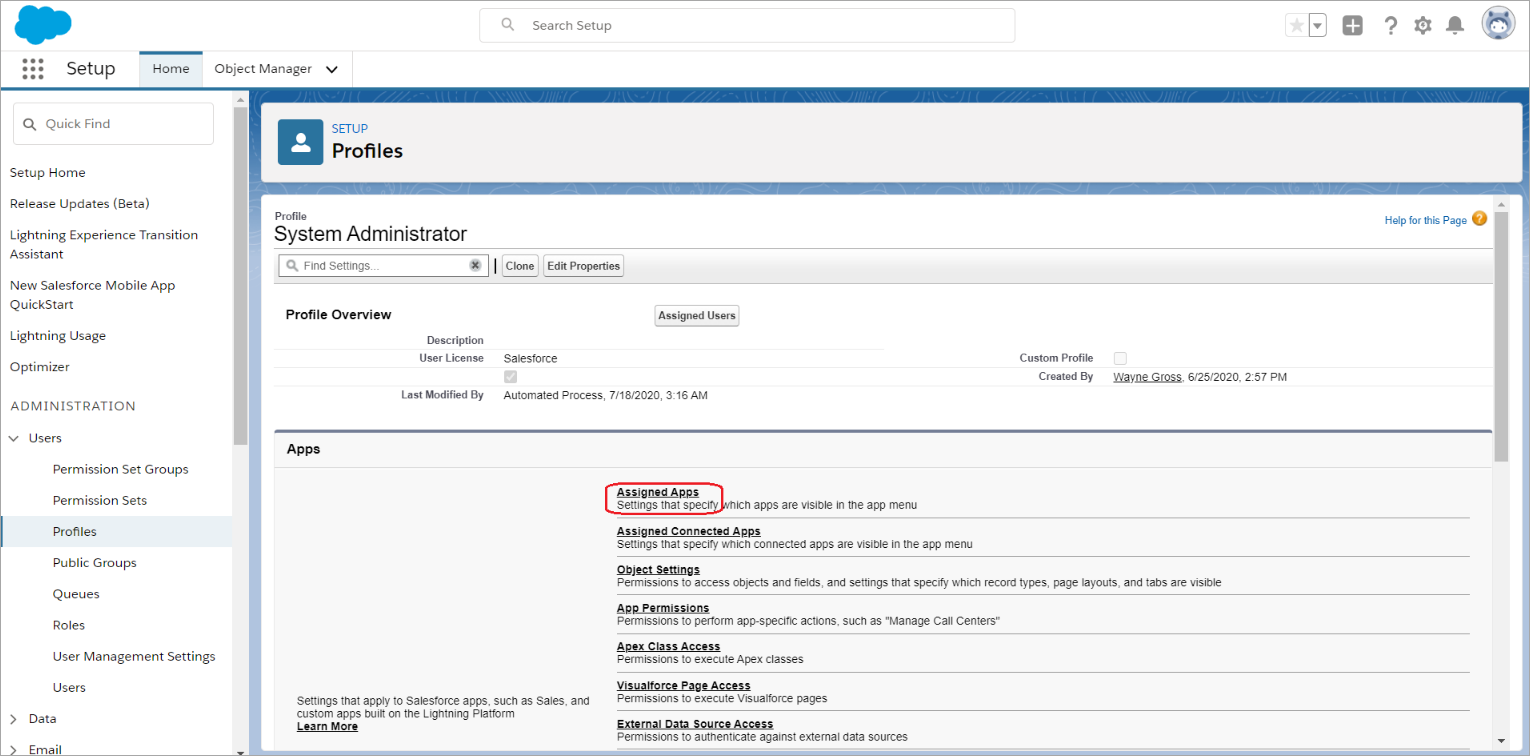 Search Setup
Setup
Home
Object Manager
Quick Find
Setup Home
Release Updates (Beta)
Lightning Experience Transition
Assistant
New Salesforce Mobile App
QuickStart
Lightning Usage
Optimizer
ADMINISTRATION
Users
Permission Set Groups
Permission Sets
Profiles
Public Groups
Queues
Roles
User Management Settings
Users
Data
Email
SETUP
Profiles
Profile
System Administrator
Help for this Page ?
Find Settings...
Clone
Edit Properties
Profile Overview
Assigned Users
Description
User License Salesforce
Custom Profile
Created By Wayne Gross, 6/25/2020, 2:57 PM
Last Modified By Automated Process, 7/18/2020, 3:16 AM
Apps
Settings that apply to Salesforce apps, such as Sales, and
custom apps built on the Lightning Platform
Learn More
Assigned Apps
Settings that specify which apps are visible in the app menu
Assigned Connected Apps
Settings that specify which connected apps are visible in the app menu
Object Settings
Permissions to access objects and fields, and settings that specify which record types, page layouts, and tabs are visible
App Permissions
Permissions to perform app-specific actions, such as "Manage Call Centers"
Apex Class Access
Permissions to execute Apex classes
Visualforce Page Access
Permissions to execute Visualforce pages
External Data Source Access
Permissions to authenticate against external data sources